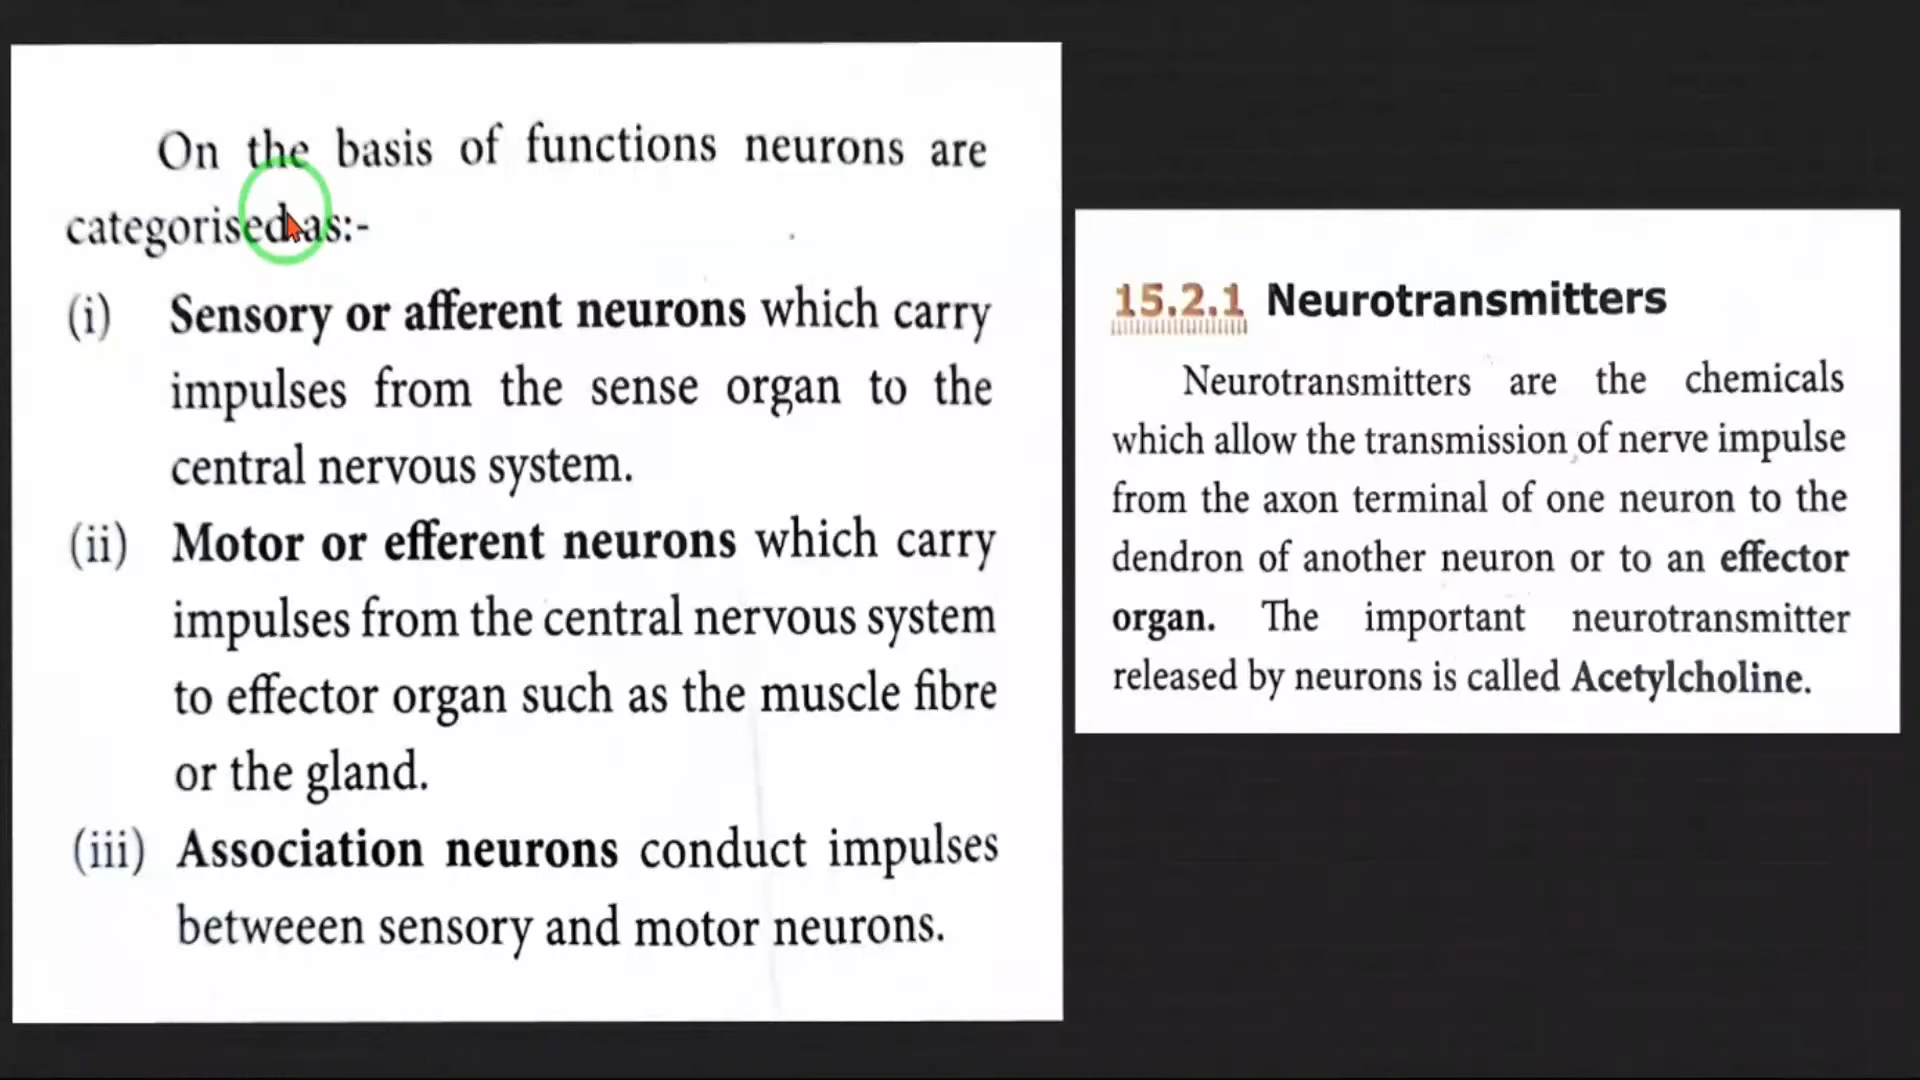 On the basis of functions neurons are
categorised as:-
(i) Sensory or afferent neurons which carry
impulses from the sense organ to the
central nervous system.
(ii) Motor or efferent neurons which carry
impulses from the central nervous system
to effector organ such as the muscle fibre
or the gland.
(iii) Association neurons conduct impulses
betweeen sensory and motor neurons.
15.2.1 Neurotransmitters
Neurotransmitters are the chemicals
which allow the transmission of nerve impulse
from the axon terminal of one neuron to the
dendron of another neuron or to an effector
organ. The important neurotransmitter
released by neurons is called Acetylcholine.